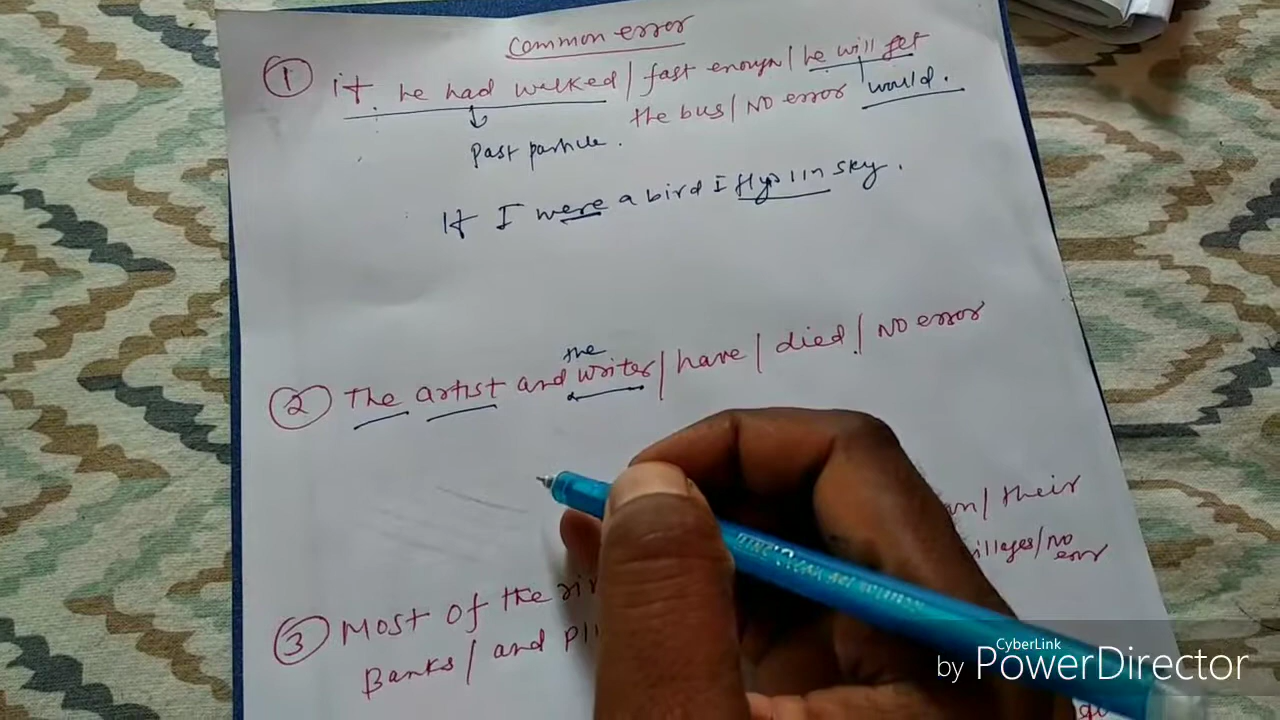 Common error
① it. he had walked / fast enough / he will get
the bus / NO error would.
Past participle.
If I were a bird I fly in sky.
the
② The artist and writer / have / died. / NO error
their
villages / No error
③ Most of the
Banks / and
by CyberLink PowerDirector